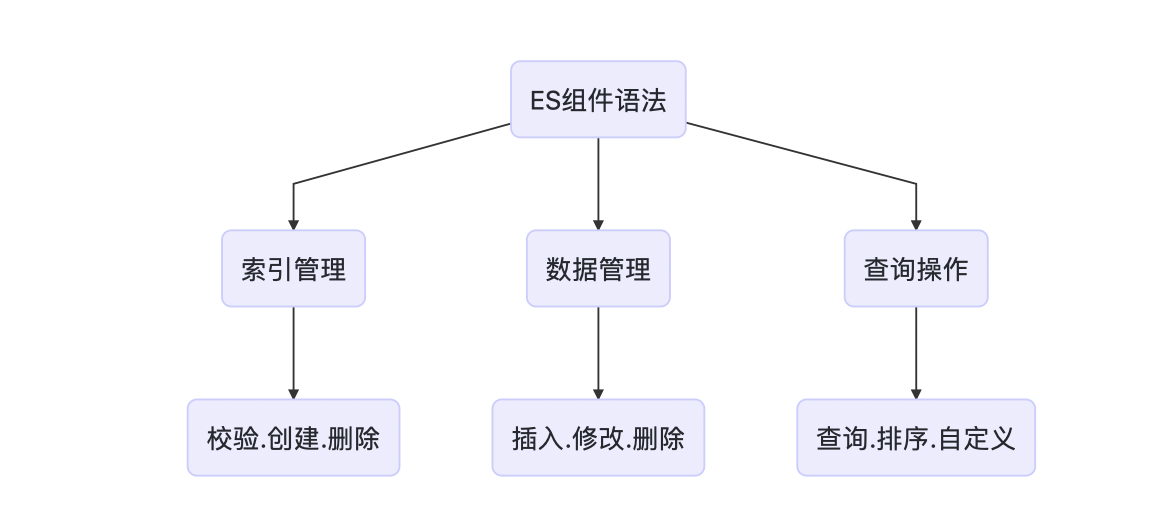 ES组件语法
索引管理
数据管理
查询操作
校验.创建.删除
插入.修改.删除
查询.排序.自定义